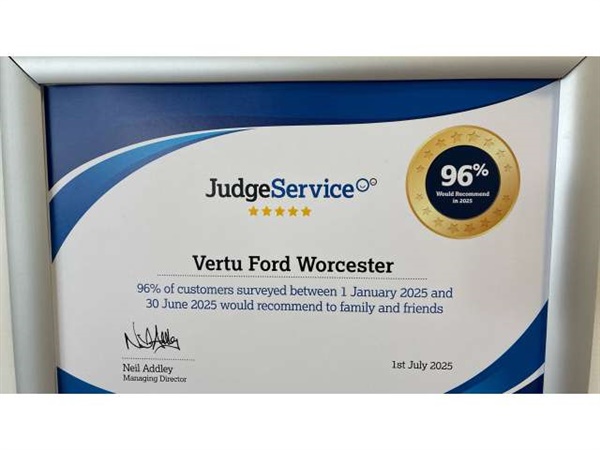 JudgeService
96%
Would Recommend
in 2025
Vertu Ford Worcester
96% of customers surveyed between 1 January 2025 and
30 June 2025 would recommend to family and friends
Neil Addley
Managing Director
1st July 2025